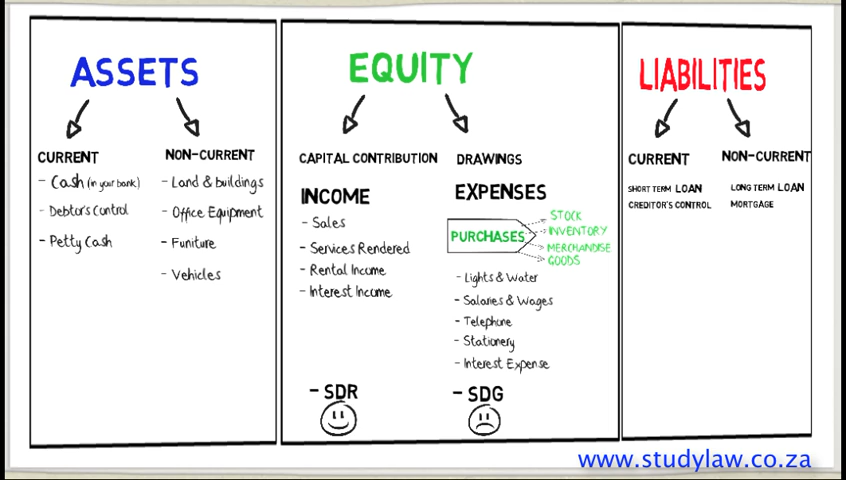 ASSETS
CURRENT
- Cash (in your bank)
- Debtor's Control
- Petty Cash
NON-CURRENT
- Land & buildings
- Office Equipment
- Funiture
- Vehicles
EQUITY
CAPITAL CONTRIBUTION
INCOME
- Sales
- Services Rendered
- Rental Income
- Interest Income
- SDR
DRAWINGS
EXPENSES
PURCHASES
STOCK
INVENTORY
MERCHANDISE
GOODS
- Lights & Water
- Salaries & Wages
- Telephone
- Stationery
- Interest Expense
- SDG
LIABILITIES
CURRENT
SHORT TERM LOAN
CREDITOR'S CONTROL
NON-CURRENT
LONG TERM LOAN
MORTGAGE
www.studylaw.co.za